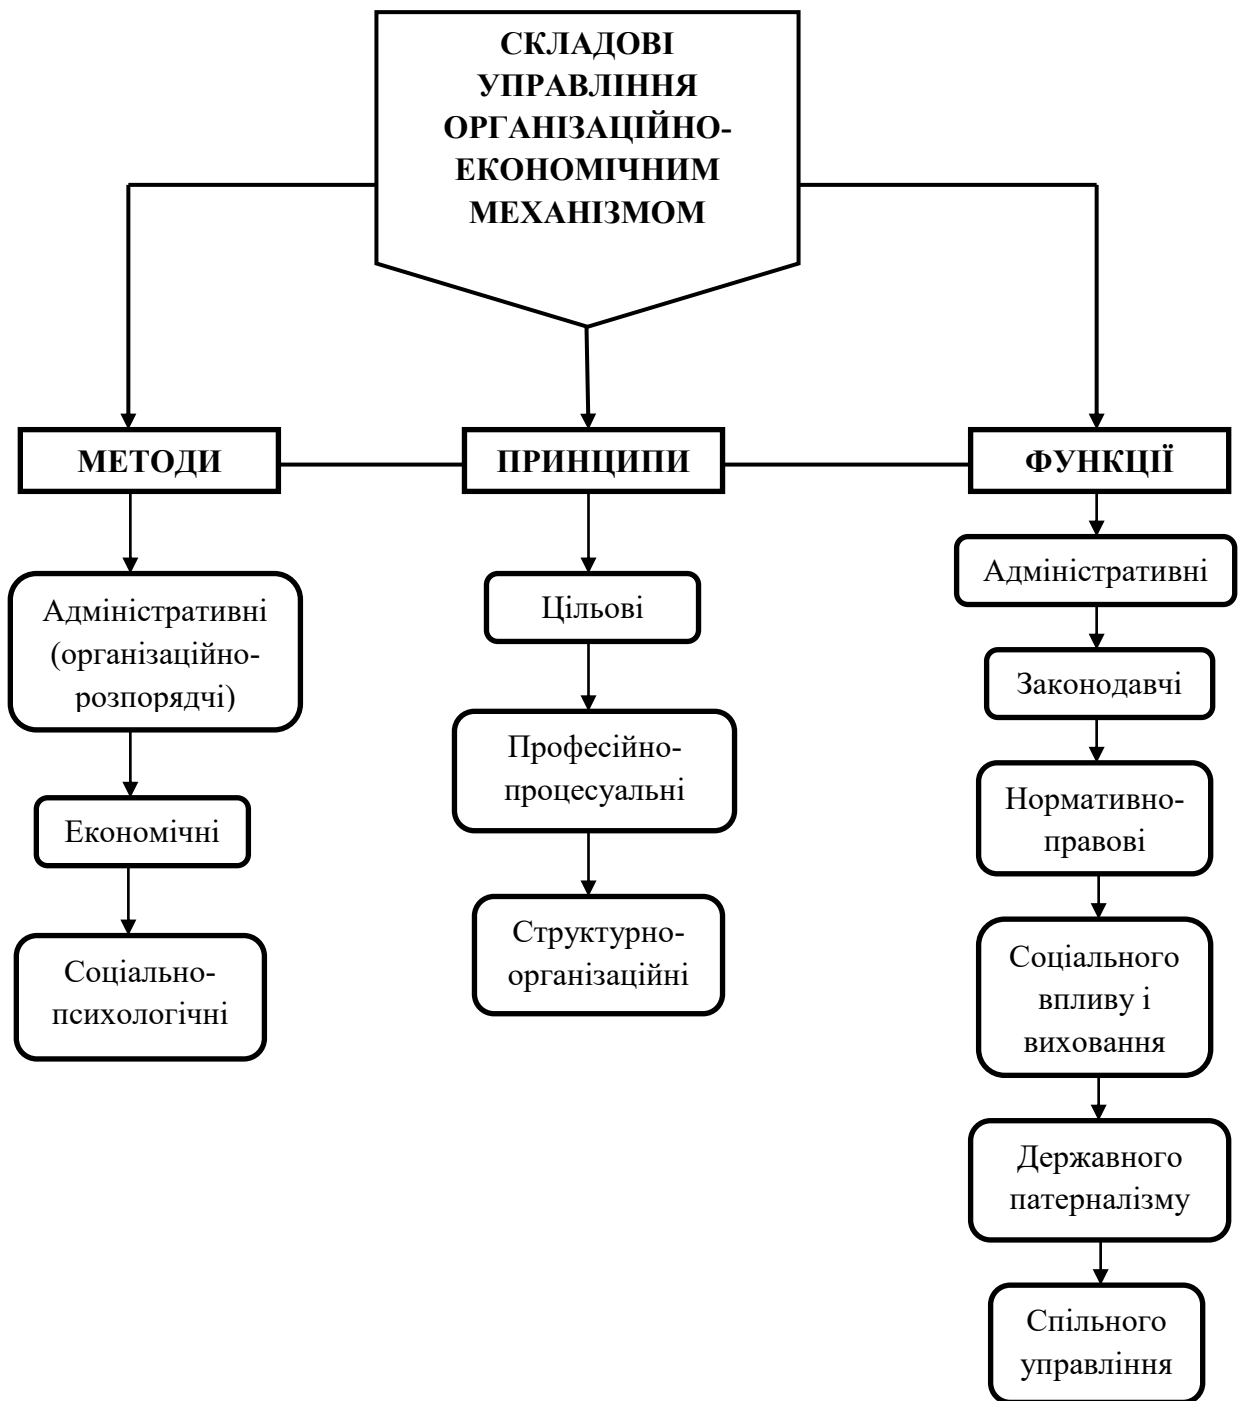 СКЛАДОВІ
УПРАВЛІННЯ
ОРГАНІЗАЦІЙНО-
ЕКОНОМІЧНИМ
МЕХАНІЗМОМ
МЕТОДИ
Адміністративні
(організаційно-
розпорядчі)
Економічні
Соціально-
психологічні
ПРИНЦИПИ
Цільові
Професійно-
процесуальні
Структурно-
організаційні
ФУНКЦІЇ
Адміністративні
Законодавчі
Нормативно-
правові
Соціального
впливу і
виховання
Державного
патерналізму
Спільного
управління